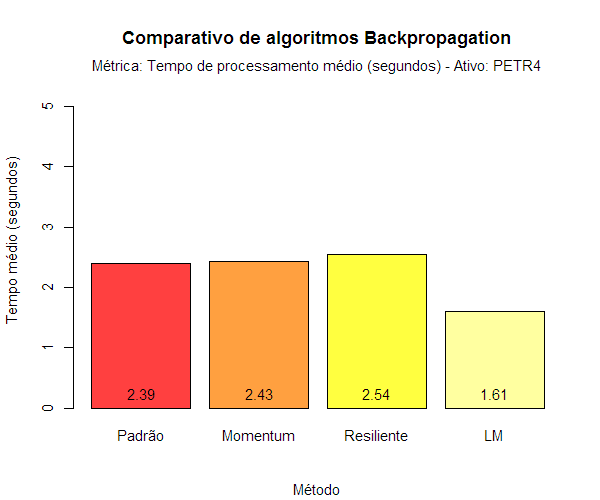 Comparativo de algoritmos Backpropagation
Métrica: Tempo de processamento médio (segundos) - Ativo: PETR4
Tempo médio (segundos)
5
4
3
2
1
0
2.39
2.43
2.54
1.61
Padrão
Momentum
Resiliente
LM
Método